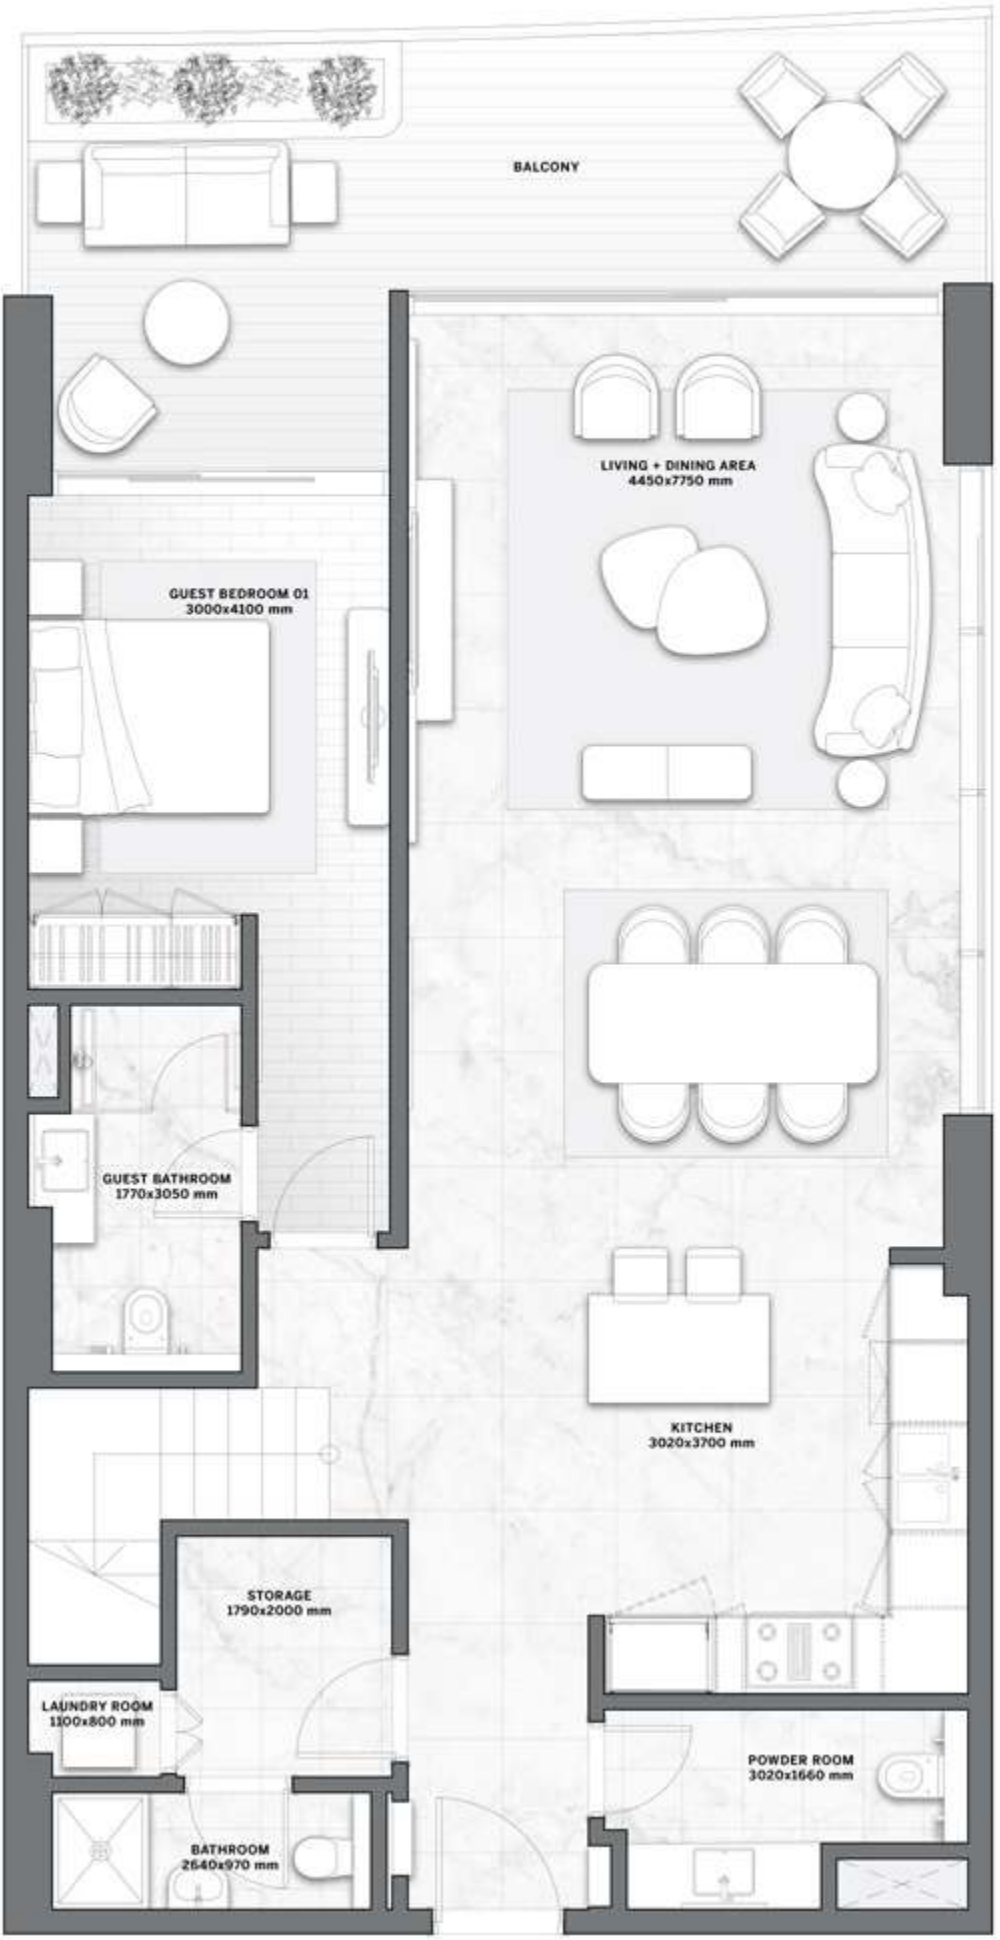 BALCONY
LIVING + DINING AREA
4450x7750 mm
GUEST BEDROOM 01
3000x4100 mm
GUEST BATHROOM
1770x3050 mm
KITCHEN
3020x3700 mm
STORAGE
1790x2000 mm
LAUNDRY ROOM
1100x800 mm
POWDER ROOM
3020x1660 mm
BATHROOM
2640x970 mm